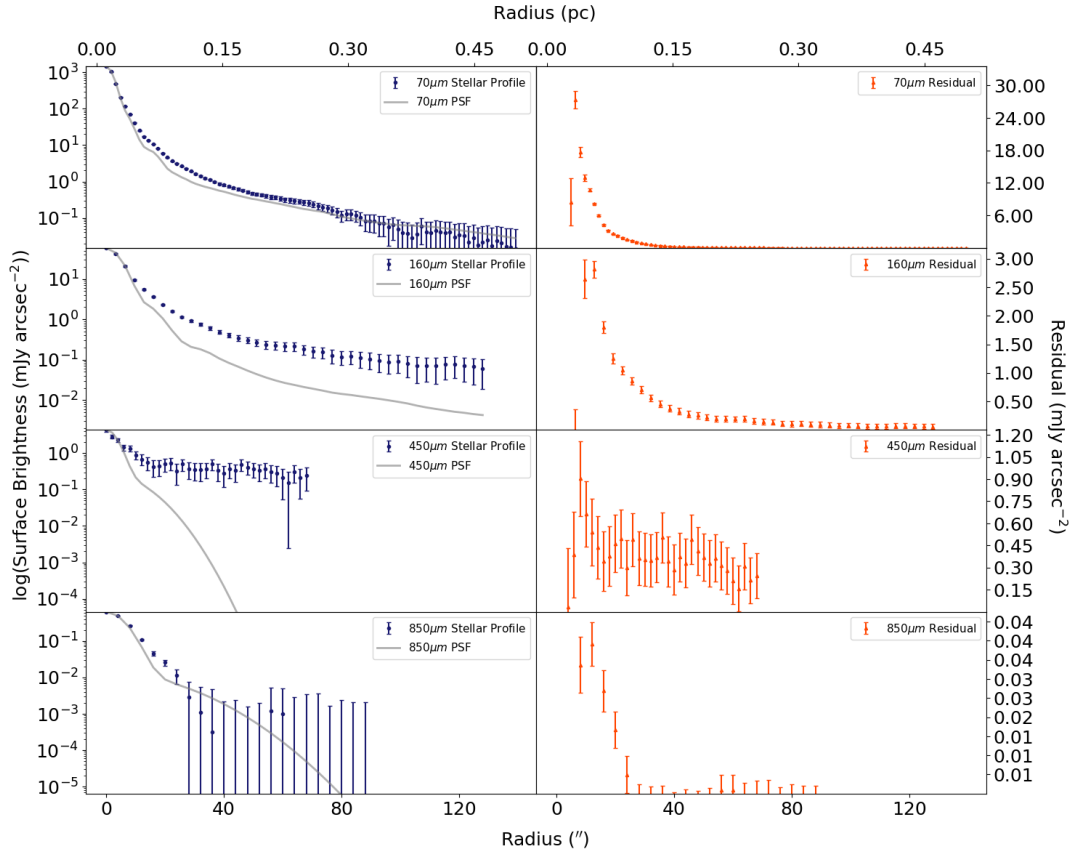 Radius (pc)
0.00 0.15 0.30 0.45 0.00 0.15 0.30 0.45
log(Surface Brightness (mJy arcsec⁻²))
10³
10²
10¹
10⁰
10⁻¹
70μm Stellar Profile
70μm PSF
70μm Residual
30.00
24.00
18.00
12.00
6.00
10¹
10⁰
10⁻¹
10⁻²
160μm Stellar Profile
160μm PSF
160μm Residual
3.00
2.50
2.00
1.50
1.00
0.50
Residual (mJy arcsec⁻²)
10⁰
10⁻¹
10⁻²
10⁻³
10⁻⁴
450μm Stellar Profile
450μm PSF
450μm Residual
1.20
1.05
0.90
0.75
0.60
0.45
0.30
0.15
10⁻¹
10⁻²
10⁻³
10⁻⁴
10⁻⁵
850μm Stellar Profile
850μm PSF
850μm Residual
0.04
0.04
0.04
0.03
0.03
0.02
0.01
0.01
0.01
0 40 80 120 0 40 80 120
Radius (″)
Radius (″)